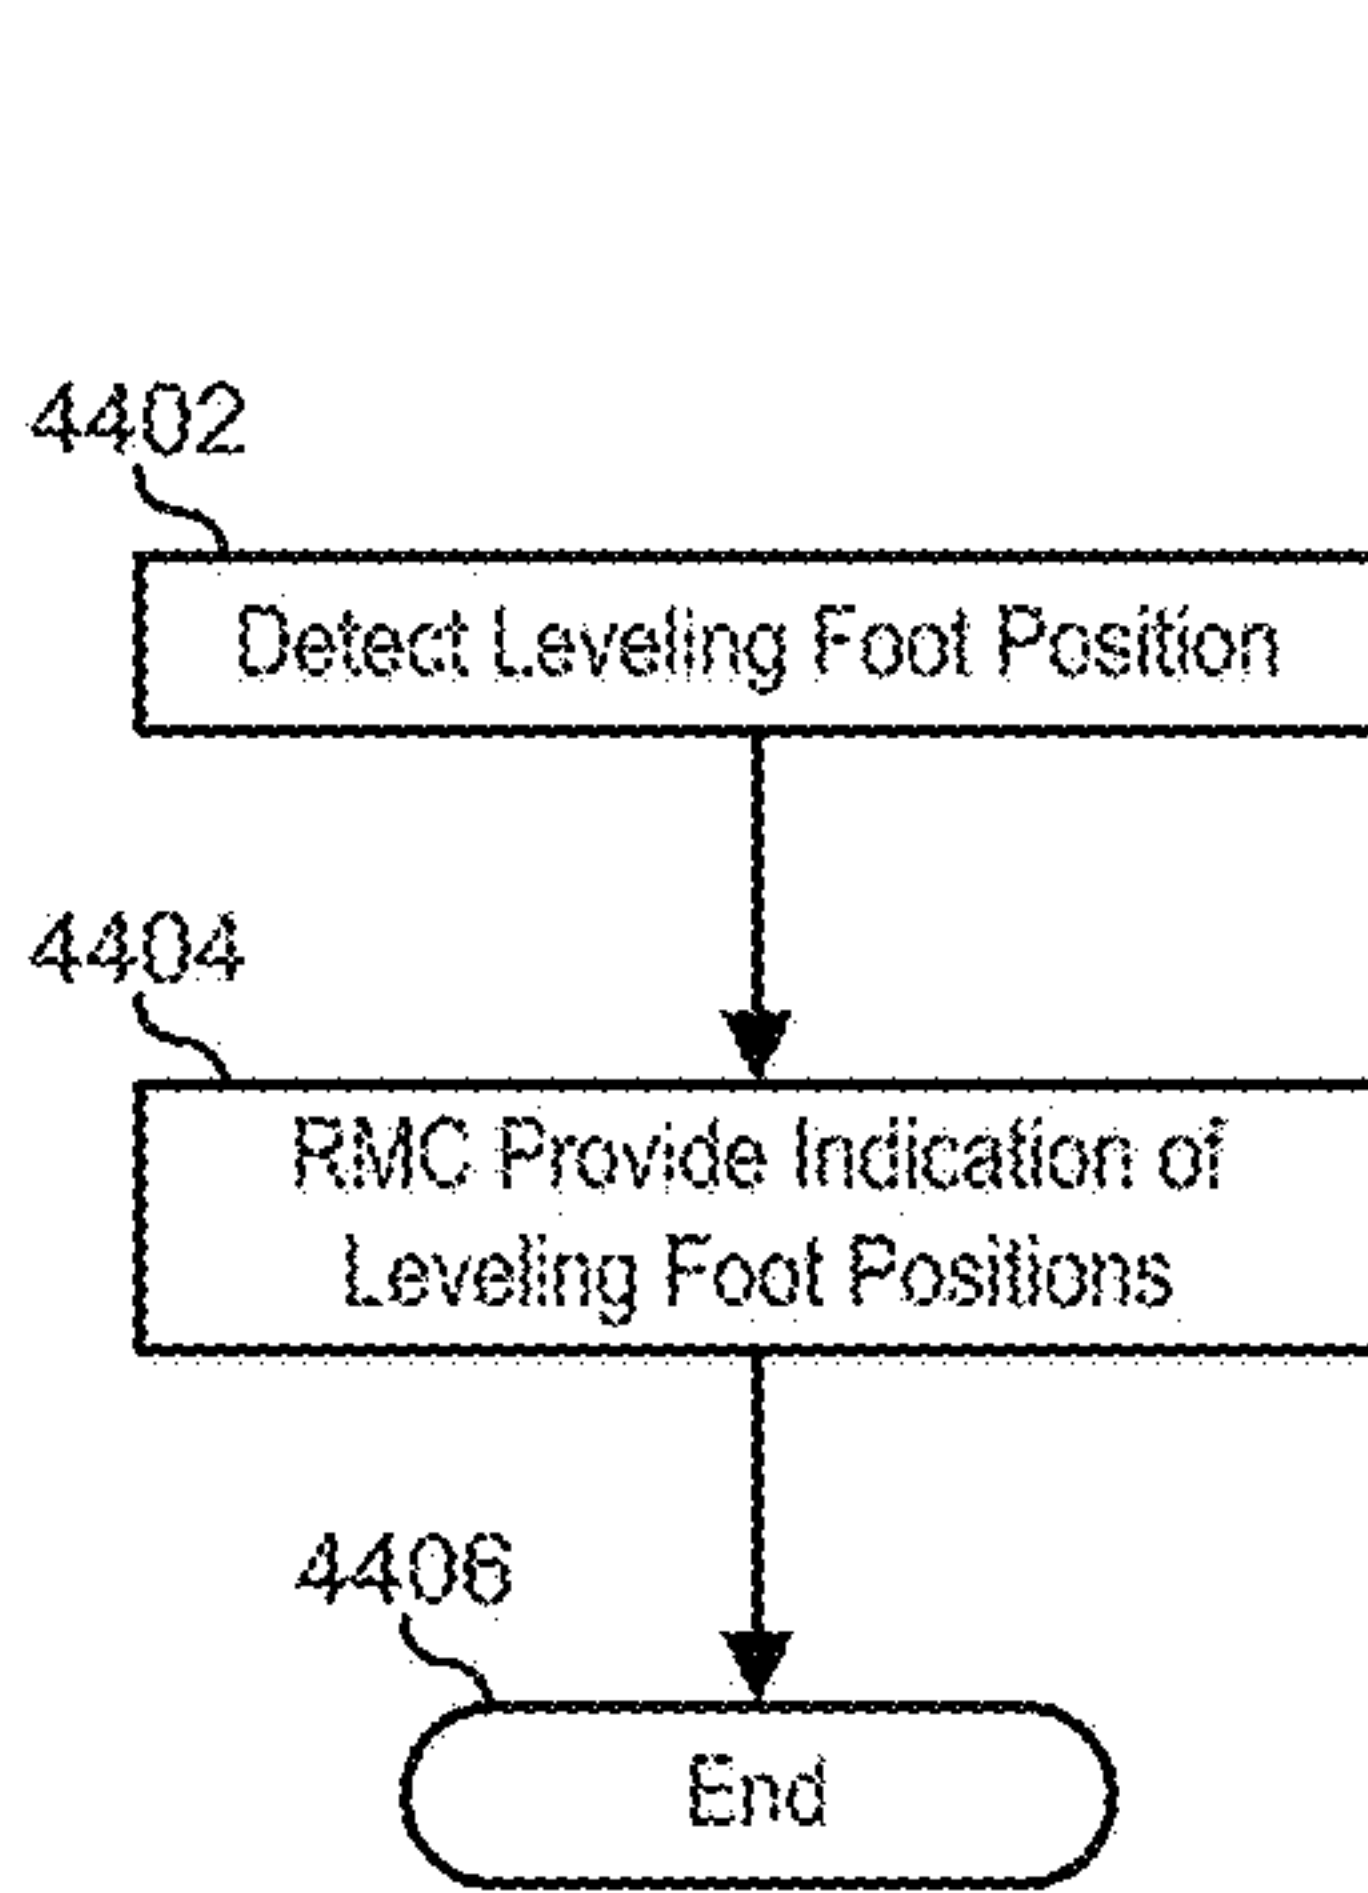 4402
Detect Leveling Foot Position
4404
RMC Provide Indication of
Leveling Foot Positions
4406
End